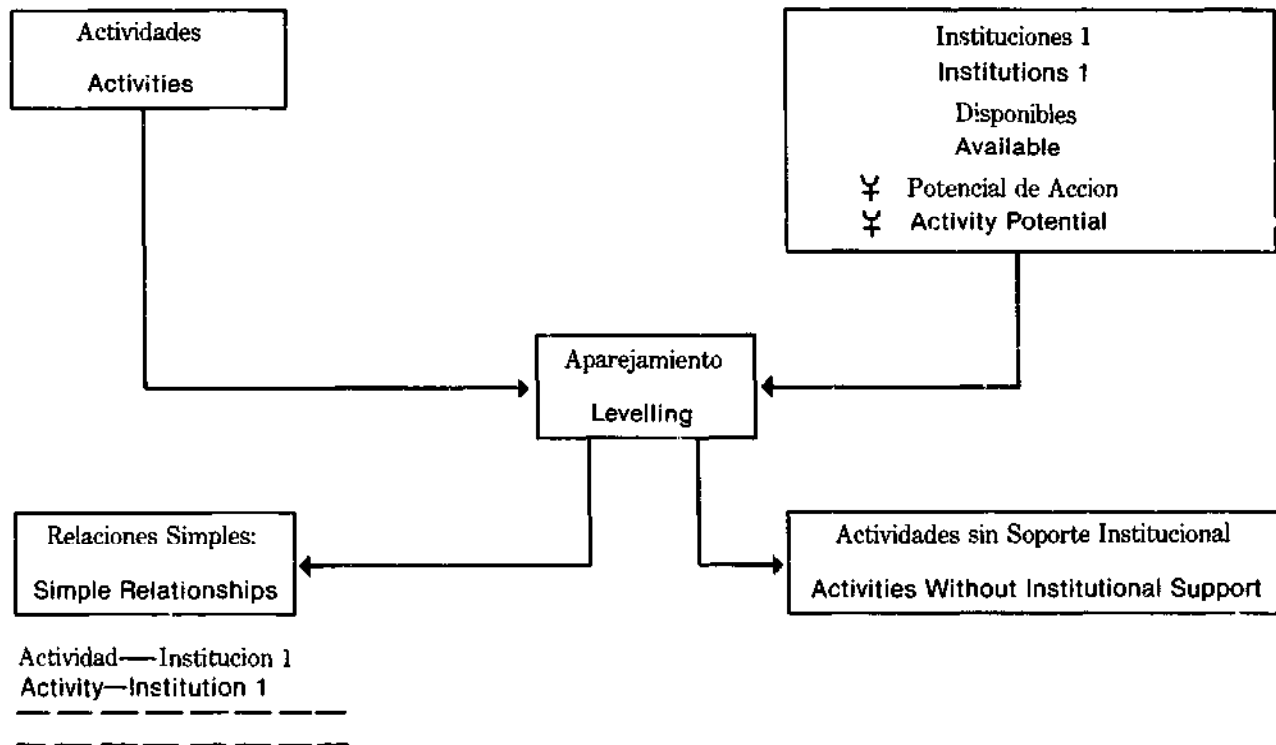 Actividades
Activities
Instituciones 1
Institutions 1
Disponibles
Available
¥ Potencial de Accion
¥ Activity Potential
Aparejamiento
Levelling
Relaciones Simples:
Simple Relationships
Actividades sin Soporte Institucional
Activities Without Institutional Support
Actividad—Institucion 1
Activity—Institution 1